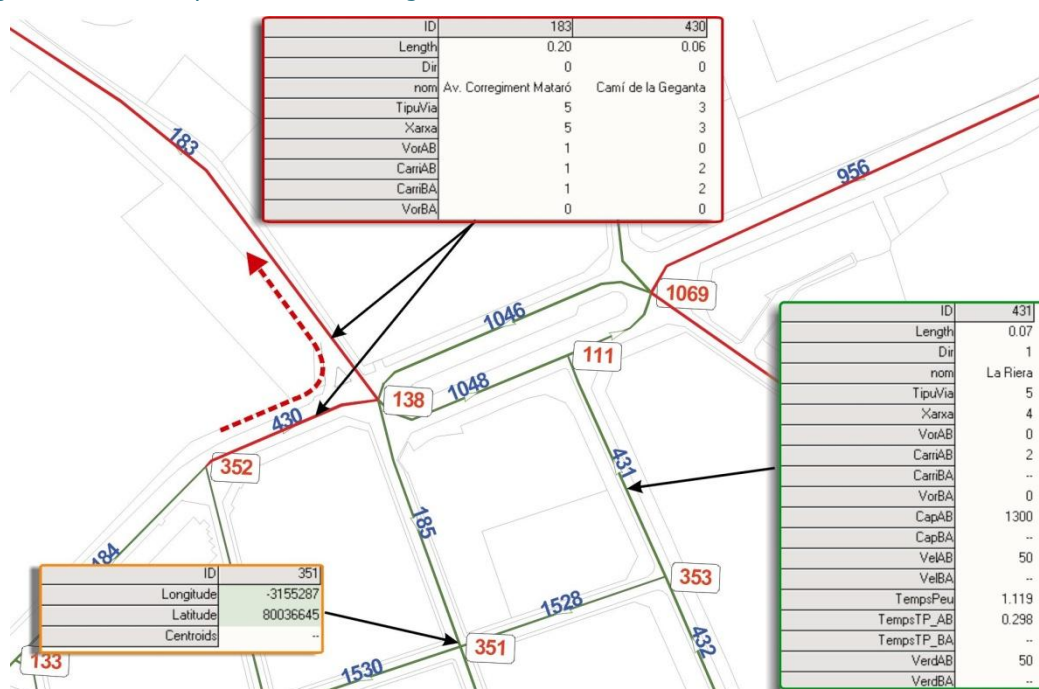 ID 183 430
Length 0.20 0.06
Dir 0 0
nom Av. Corregiment Mataró Camí de la Geganta
TipuVia 5 3
Xarxa 5 3
VorAB 1 0
CarriAB 1 2
CarriBA 1 2
VorBA 0 0
183
956
1069
1046
111
1048
138
430
352
431
185
184
353
1528
351
432
1530
133
ID 431
Length 0.07
Dir 1
nom La Riera
TipuVia 5
Xarxa 4
VorAB 0
CarriAB 2
CarriBA --
VorBA 0
CapAB 1300
CapBA --
VelAB 50
VelBA --
TempsPeu 1.119
TempsTP_AB 0.298
TempsTP_BA --
VerdAB 50
VerdBA --
ID 351
Longitude -3155287
Latitude 80036645
Centroids --